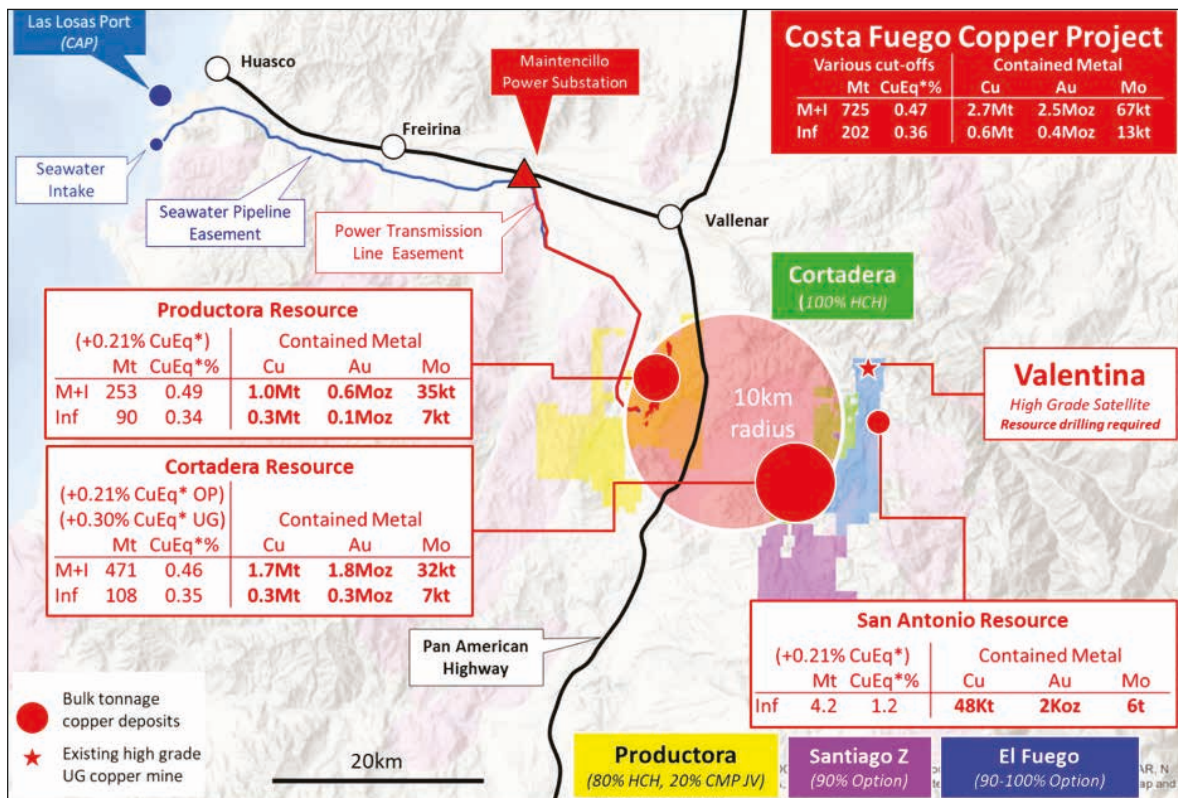 Las Losas Port
(CAP)
Huasco
Maintencillo
Power Substation
Costa Fuego Copper Project
Various cut-offs Contained Metal
Mt CuEq*% Cu Au Mo
M+I 725 0.47 2.7Mt 2.5Moz 67kt
Inf 202 0.36 0.6Mt 0.4Moz 13kt
Freirina
Seawater
Intake
Seawater Pipeline
Easement
Power Transmission
Line Easement
Vallenar
Cortadera
(100% HCH)
Productora Resource
(+0.21% CuEq*) Contained Metal
Mt CuEq*% Cu Au Mo
M+I 253 0.49 1.0Mt 0.6Moz 35kt
Inf 90 0.34 0.3Mt 0.1Moz 7kt
10km
radius
Valentina
High Grade Satellite
Resource drilling required
Cortadera Resource
(+0.21% CuEq* OP)
(+0.30% CuEq* UG) Contained Metal
Mt CuEq*% Cu Au Mo
M+I 471 0.46 1.7Mt 1.8Moz 32kt
Inf 108 0.35 0.3Mt 0.3Moz 7kt
San Antonio Resource
(+0.21% CuEq*) Contained Metal
Mt CuEq*% Cu Au Mo
Inf 4.2 1.2 48Kt 2Koz 6t
Pan American
Highway
Bulk tonnage
copper deposits
Existing high grade
UG copper mine
20km
Productora
(80% HCH, 20% CMP JV)
Santiago Z
(90% Option)
El Fuego
(90-100% Option)
AR, N
ap and